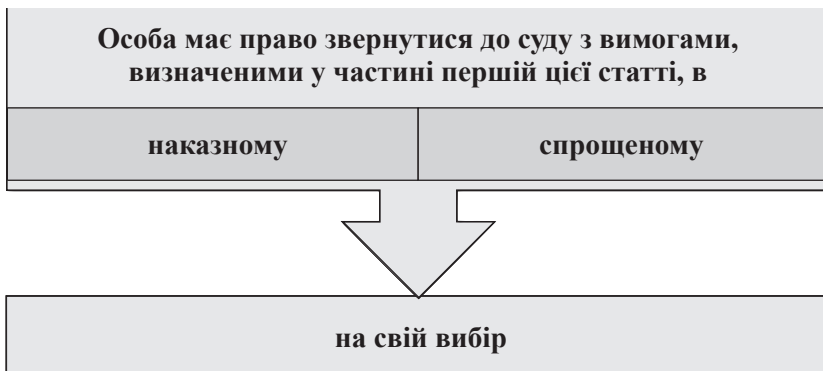 Особа має право звернутися до суду з вимогами,
визначеними у частині першій цієї статті, в
наказному
спрощеному
на свій вибір